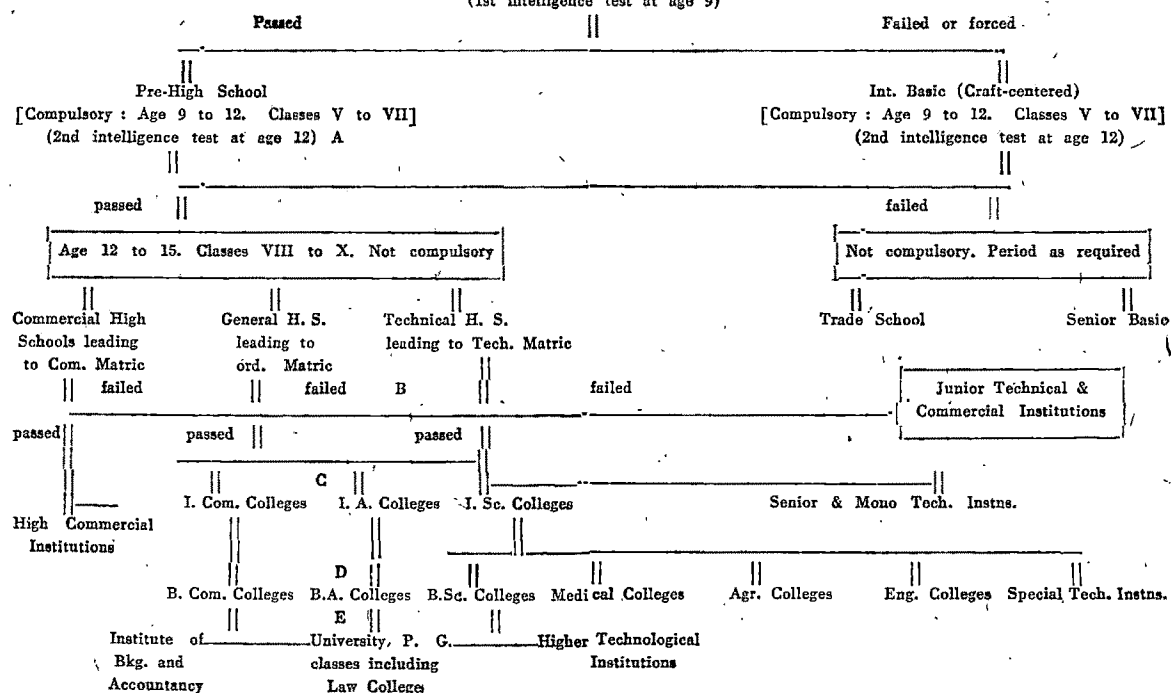 (1st intelligence test at age 9)
Passed Failed or forced
Pre-High School Int. Basic (Craft-centered)
[Compulsory : Age 9 to 12. Classes V to VII] [Compulsory : Age 9 to 12. Classes V to VII]
(2nd intelligence test at age 12) A (2nd intelligence test at age 12)
passed failed
Age 12 to 15. Classes VIII to X. Not compulsory Not compulsory. Period as required
Commercial High General H. S. Technical H. S. Trade School Senior Basic
Schools leading leading to leading to Tech. Matric
to Com. Matric ord. Matric
failed failed B failed Junior Technical &
Commercial Institutions
passed passed passed
C
I. Com. Colleges I. A. Colleges I. Sc. Colleges Senior & Mono Tech. Instns.
High Commercial
Institutions
D
B. Com. Colleges B.A. Colleges B.Sc. Colleges Medical Colleges Agr. Colleges Eng. Colleges Special Tech. Instns.
E
Institute of University, P. G. Higher Technological
Bkg. and classes including Institutions
Accountancy Law College